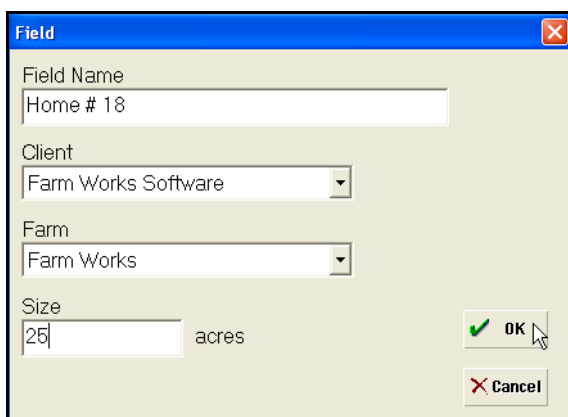 Field
Field Name
Home # 18
Client
Farm Works Software
Farm
Farm Works
Size
25 acres
OK
Cancel